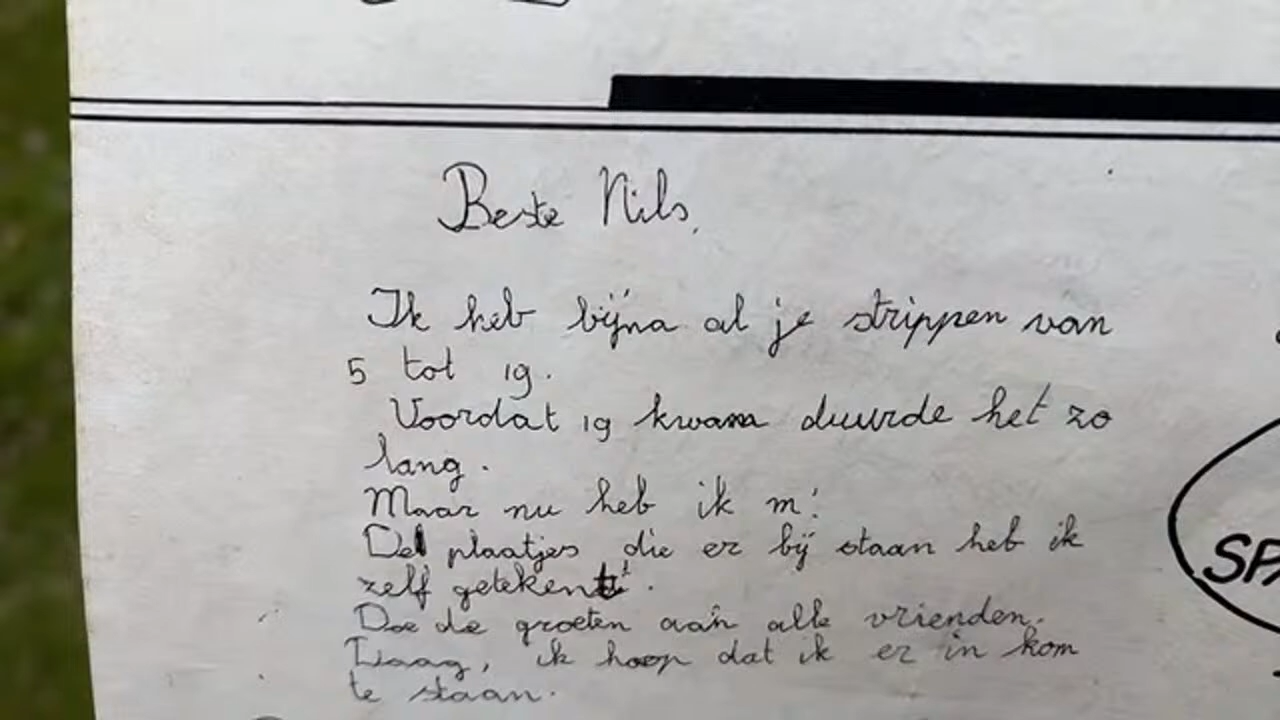 Beste Nils,
Ik heb bijna al je strippen van
5 tot 19.
Voordat 19 kwam duurde het zo
lang.
Maar nu heb ik m!
De plaatjes die er bij staan heb ik
zelf getekent.
Doe de groeten aan alle vrienden.
Daag, ik hoop dat ik er in kom
te staan.
SPA